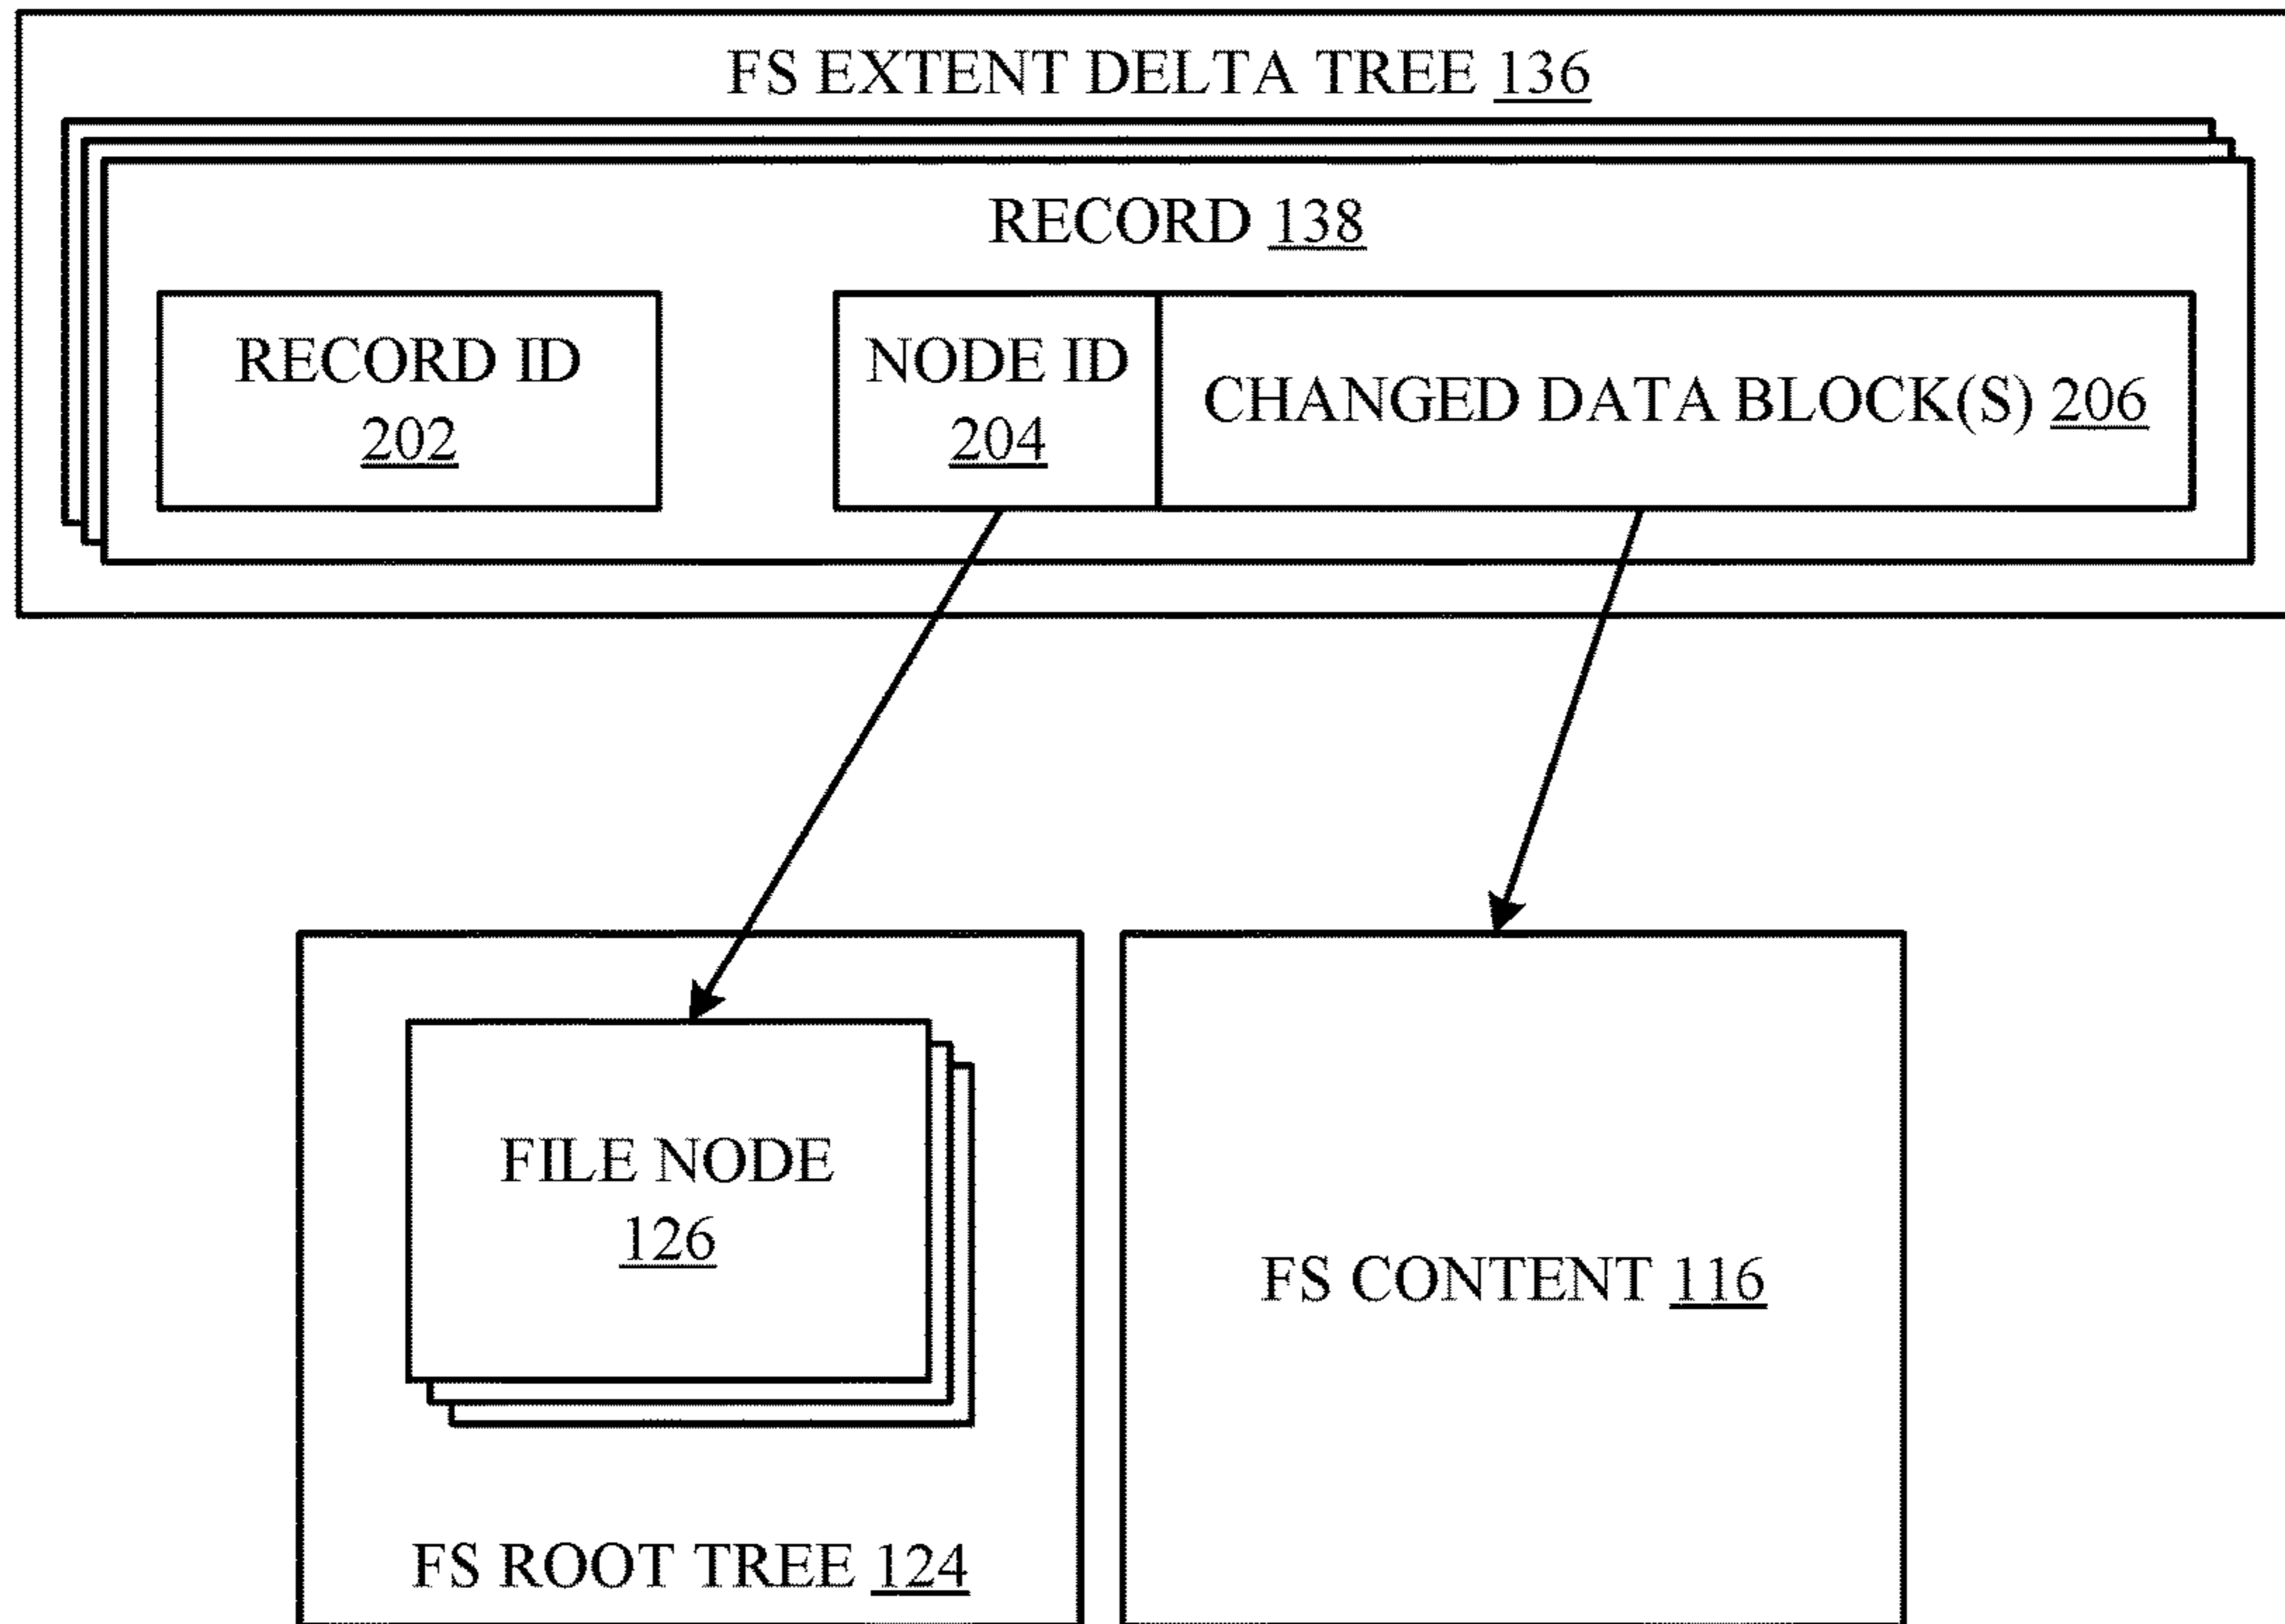 FS EXTENT DELTA TREE 136
RECORD 138
RECORD ID
202
NODE ID
204
CHANGED DATA BLOCK(S) 206
FILE NODE
126
FS ROOT TREE 124
FS CONTENT 116